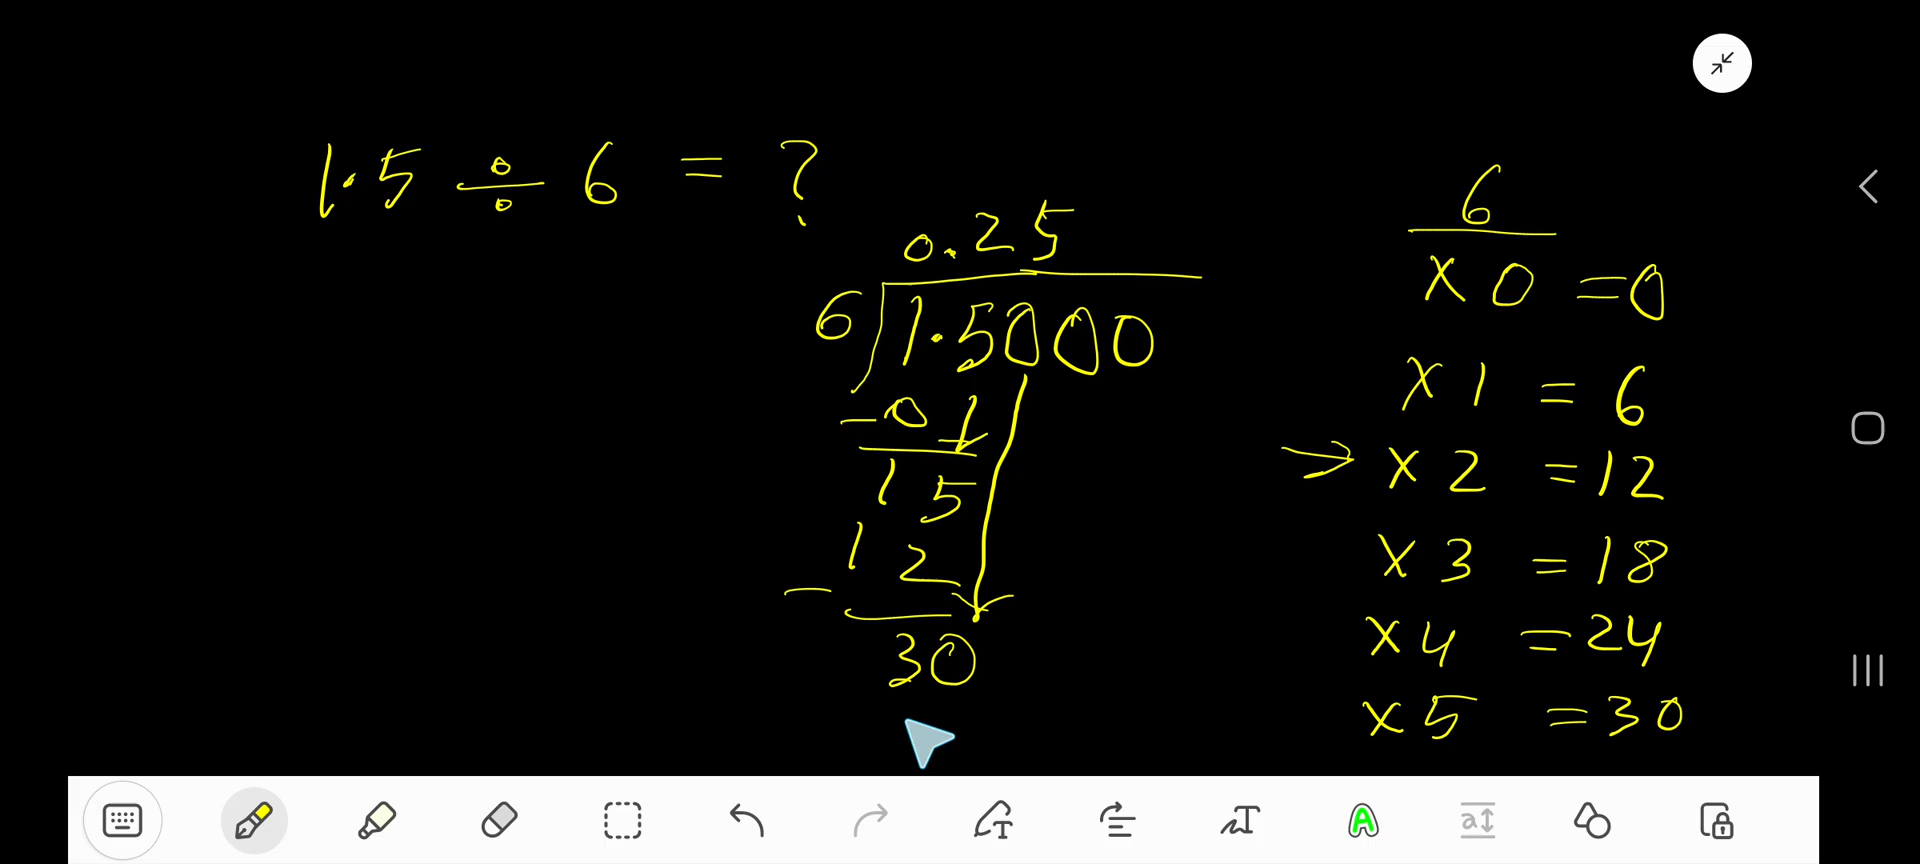 1.5 ÷ 6 = ?
0.25
6 1.5000
-0
15
- 12
30
6
x 0 = 0
x 1 = 6
→ x 2 = 12
x 3 = 18
x 4 = 24
x 5 = 30